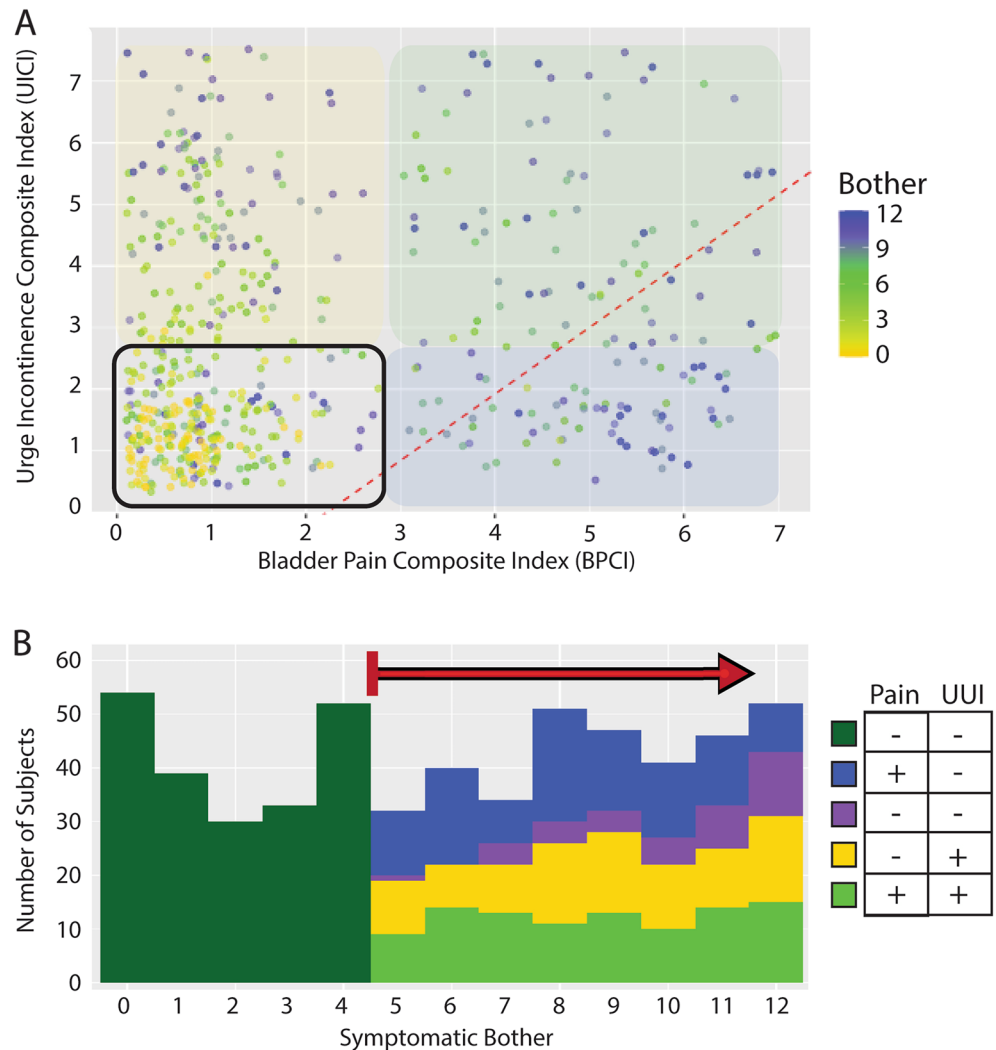 A
Urge Incontinence Composite Index (UICI)
7
6
5
4
3
2
1
0
0 1 2 3 4 5 6 7
Bladder Pain Composite Index (BPCI)
Bother
12
9
6
3
0
B
Number of Subjects
60
50
40
30
20
10
0
0 1 2 3 4 5 6 7 8 9 10 11 12
Symptomatic Bother
Pain UUI
- -
+ -
- -
- +
+ +